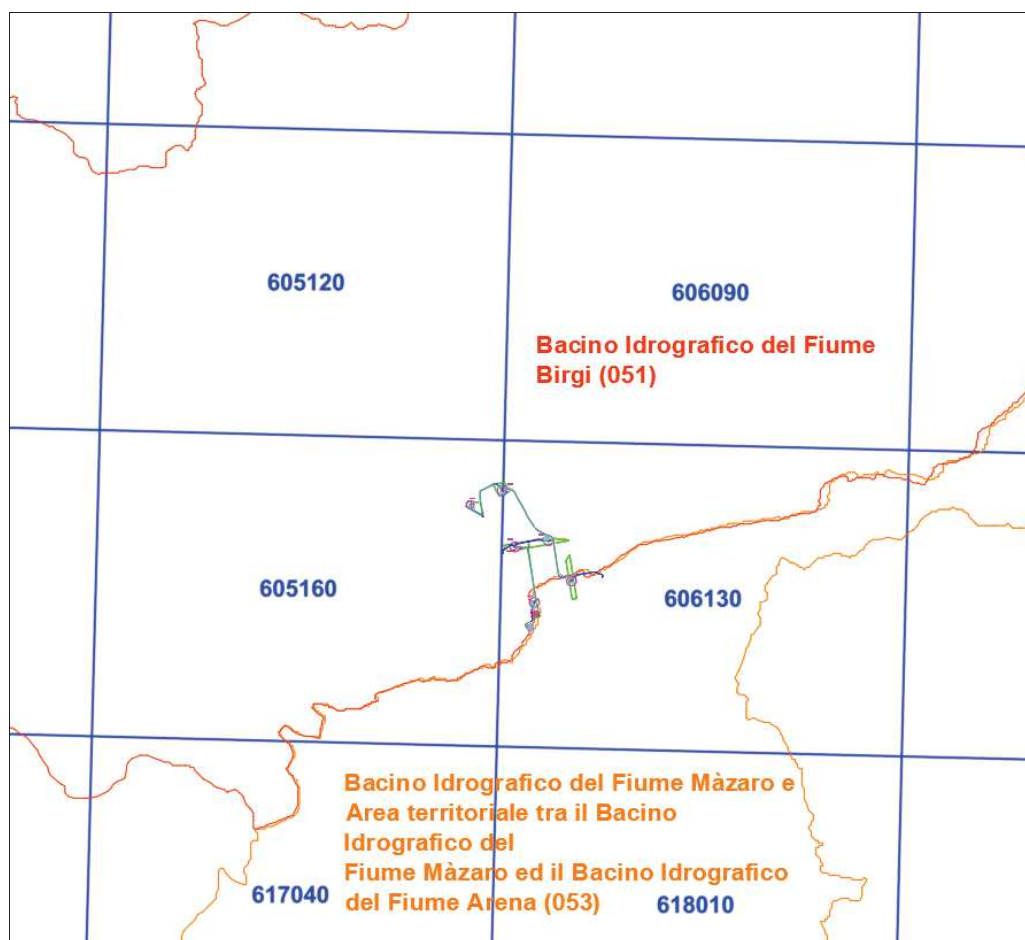 605120
606090
Bacino Idrografico del Fiume
Birgi (051)
605160
606130
Bacino Idrografico del Fiume Màzaro e
Area territoriale tra il Bacino
Idrografico del
Fiume Màzaro ed il Bacino Idrografico
del Fiume Arena (053)
617040
618010